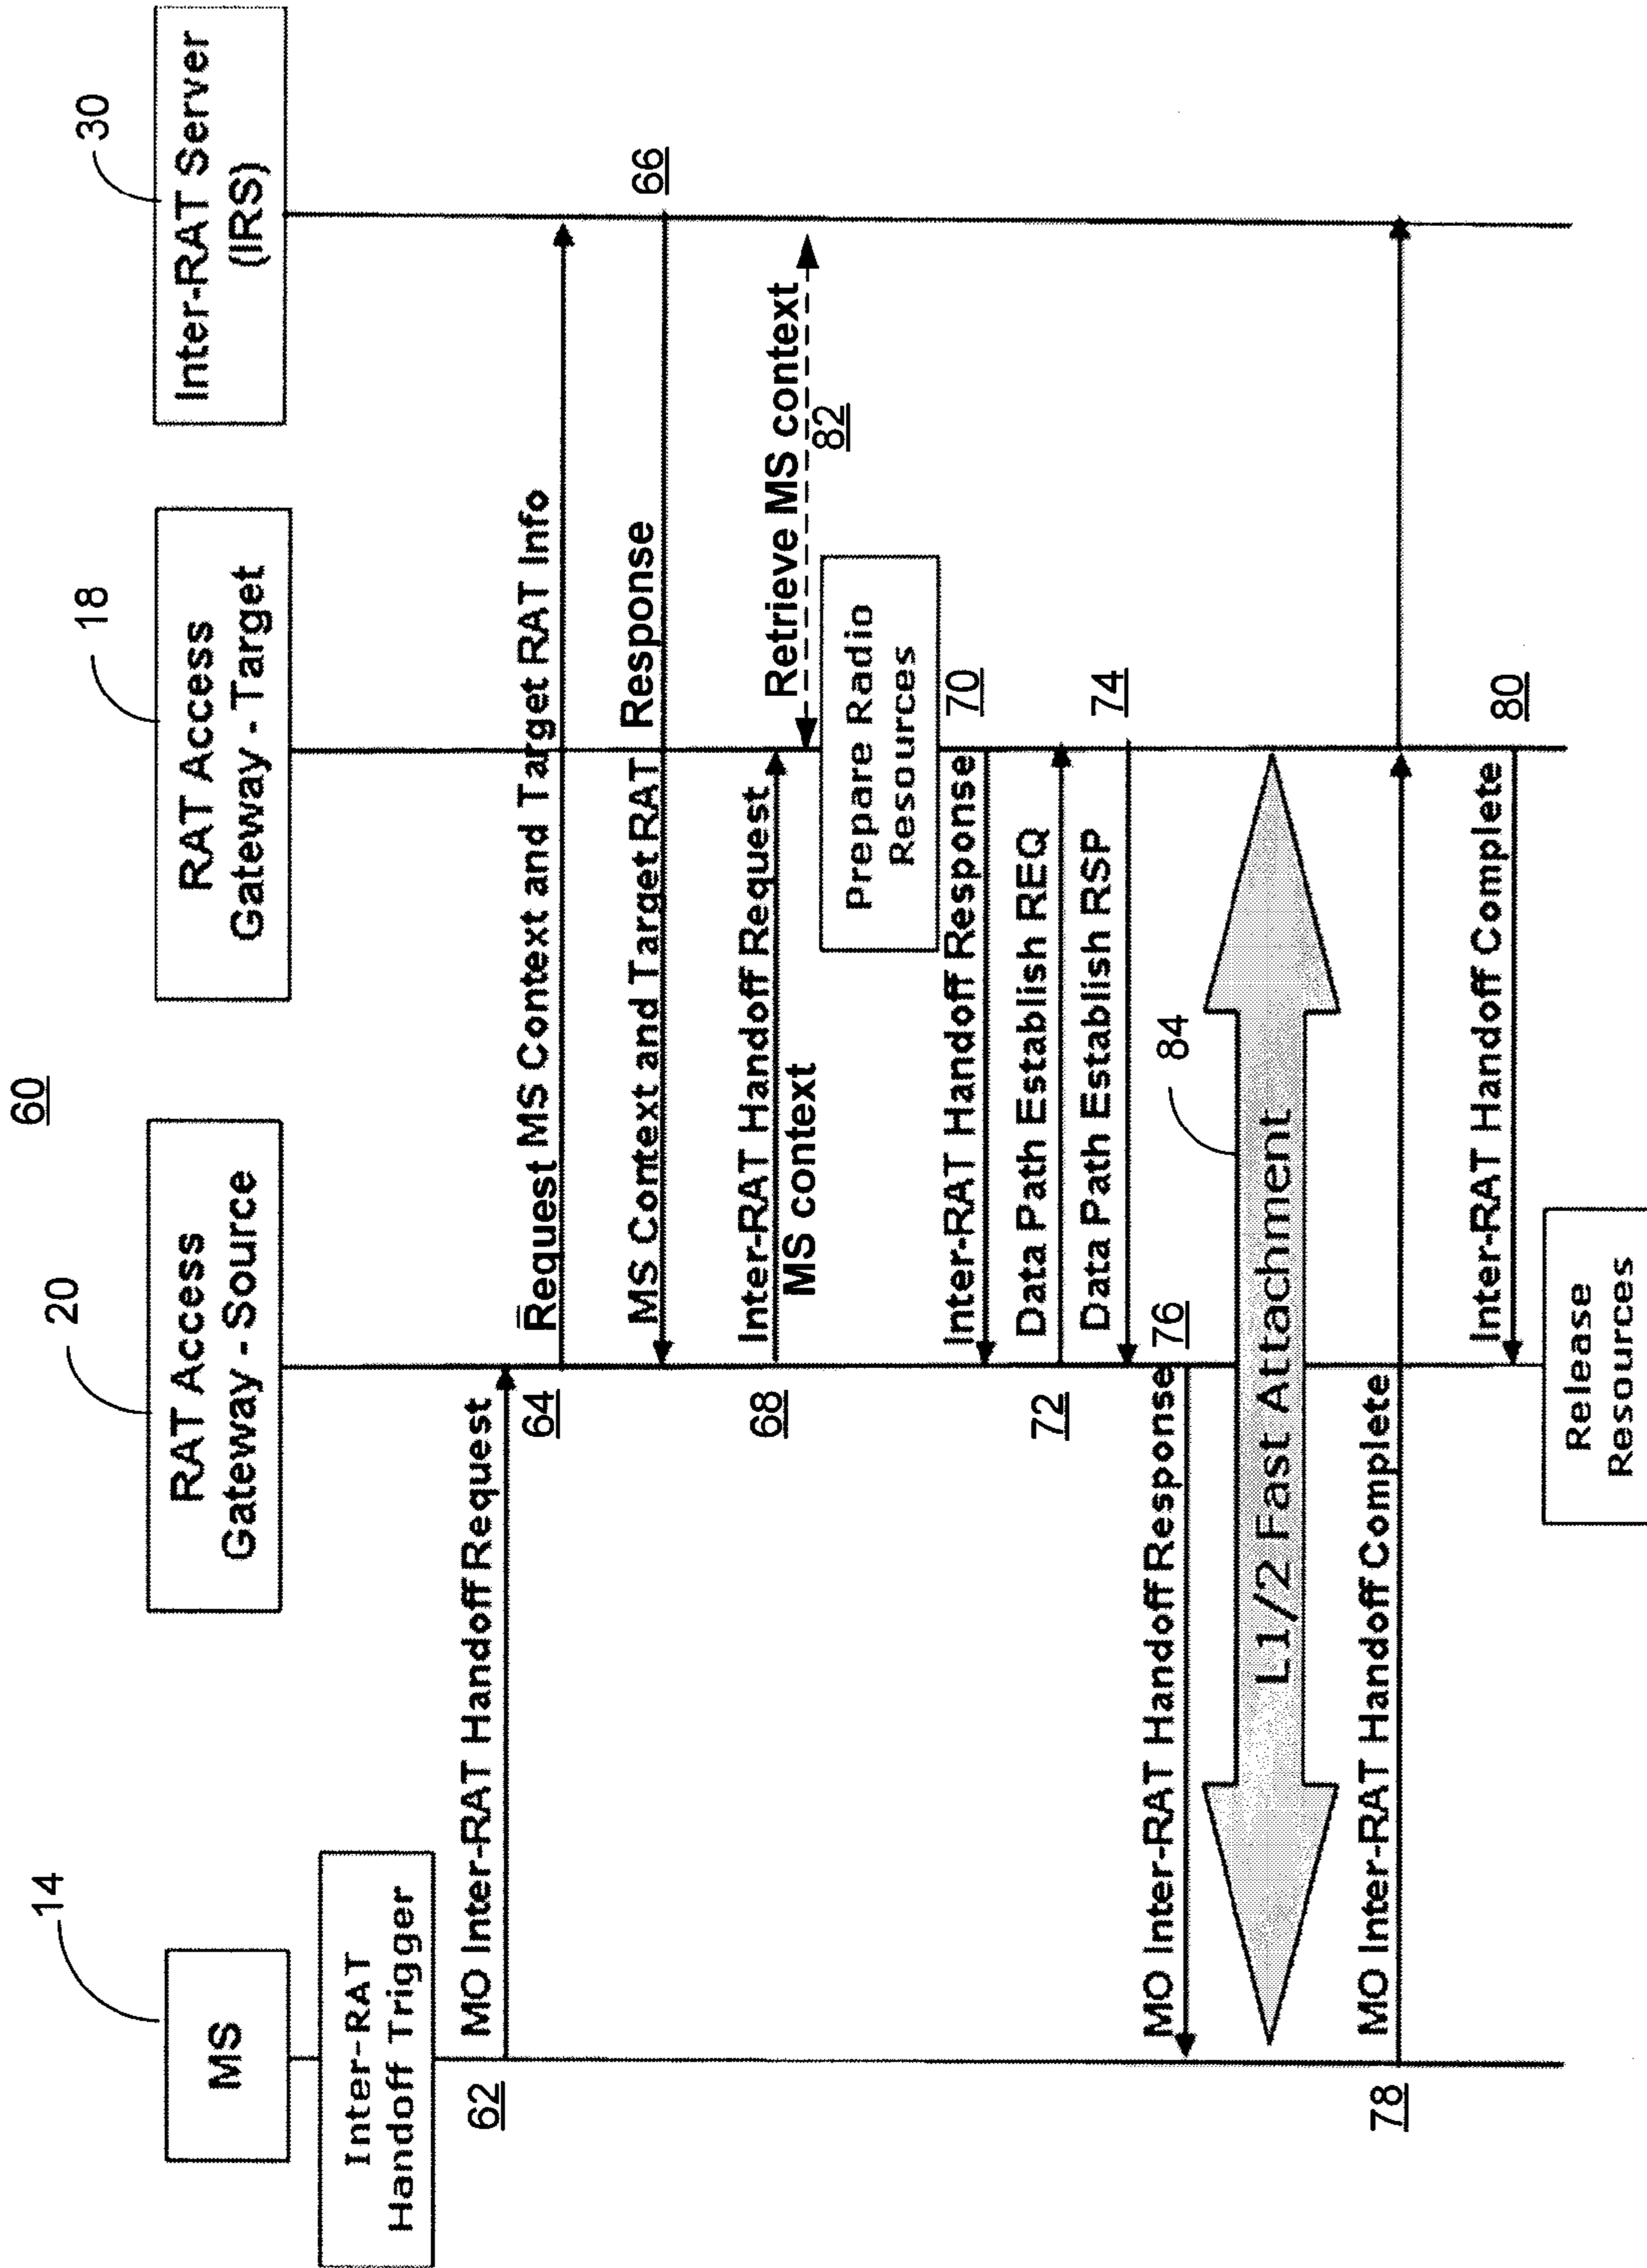 60
14
20
18
30
MS
RAT Access
Gateway - Source
RAT Access
Gateway - Target
Inter-RAT Server
(IRS)
Inter-RAT
Handoff Trigger
62
MO Inter-RAT Handoff Request
64
Request MS Context and Target RAT Info
MS Context and Target RAT Response
66
68
Inter-RAT Handoff Request
MS context
Retrieve MS context
82
Prepare Radio
Resources
Inter-RAT Handoff Response
70
72
Data Path Establish REQ
Data Path Establish RSP
74
MO Inter-RAT Handoff Response
76
84
L1/2 Fast Attachment
78
MO Inter-RAT Handoff Complete
Inter-RAT Handoff Complete
80
Release
Resources